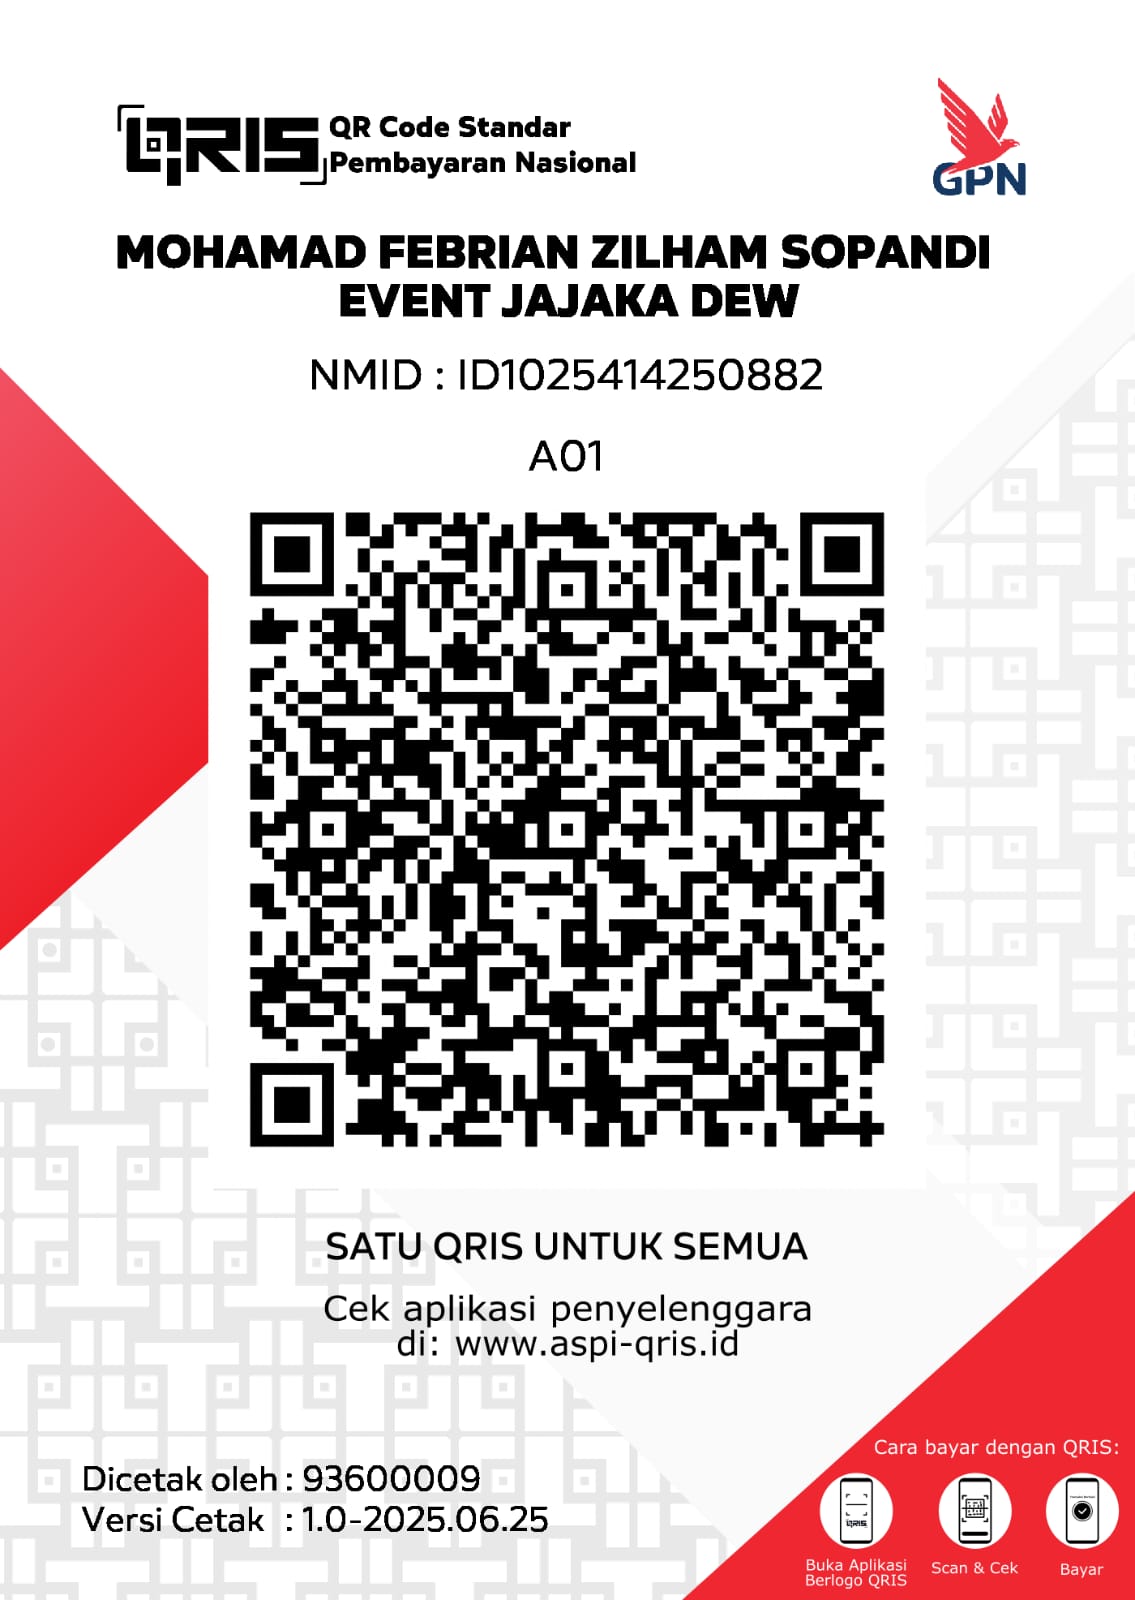 QRIS
QR Code Standar
Pembayaran Nasional
GPN
MOHAMAD FEBRIAN ZILHAM SOPANDI
EVENT JAJAKA DEW
NMID : ID1025414250882
A01
SATU QRIS UNTUK SEMUA
Cek aplikasi penyelenggara
di: www.aspi-qris.id
Dicetak oleh : 93600009
Versi Cetak : 1.0-2025.06.25
Cara bayar dengan QRIS:
QRIS
Buka Aplikasi
Berlogo QRIS
Scan & Cek
Bayar